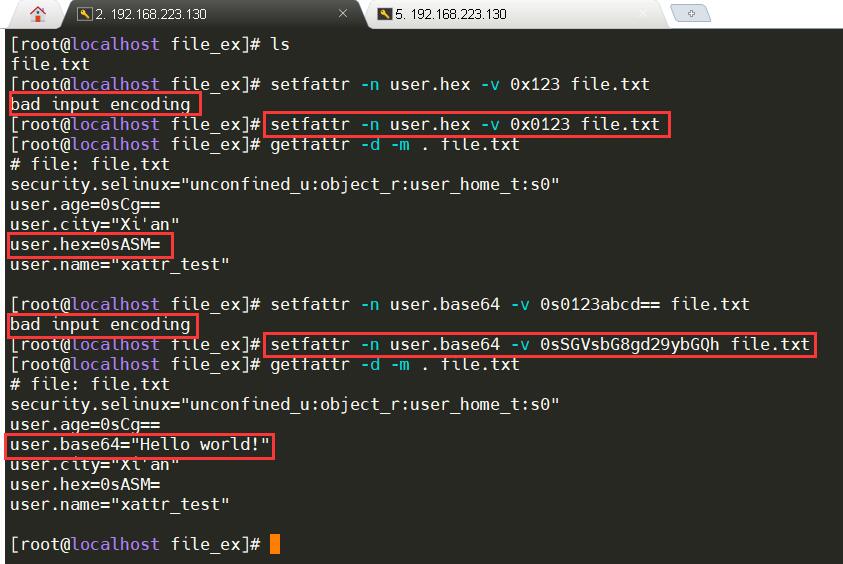 2. 192.168.223.130
5. 192.168.223.130
[root@localhost file_ex]# ls
file.txt
[root@localhost file_ex]# setfattr -n user.hex -v 0x123 file.txt
bad input encoding
[root@localhost file_ex]# setfattr -n user.hex -v 0x0123 file.txt
[root@localhost file_ex]# getfattr -d -m . file.txt
# file: file.txt
security.selinux="unconfined_u:object_r:user_home_t:s0"
user.age=0sCg==
user.city="Xi'an"
user.hex=0sASM=
user.name="xattr_test"
[root@localhost file_ex]# setfattr -n user.base64 -v 0s0123abcd== file.txt
bad input encoding
[root@localhost file_ex]# setfattr -n user.base64 -v 0sSGVsbG8gd29ybGQh file.txt
[root@localhost file_ex]# getfattr -d -m . file.txt
# file: file.txt
security.selinux="unconfined_u:object_r:user_home_t:s0"
user.age=0sCg==
user.base64="Hello world!"
user.city="Xi'an"
user.hex=0sASM=
user.name="xattr_test"
[root@localhost file_ex]#